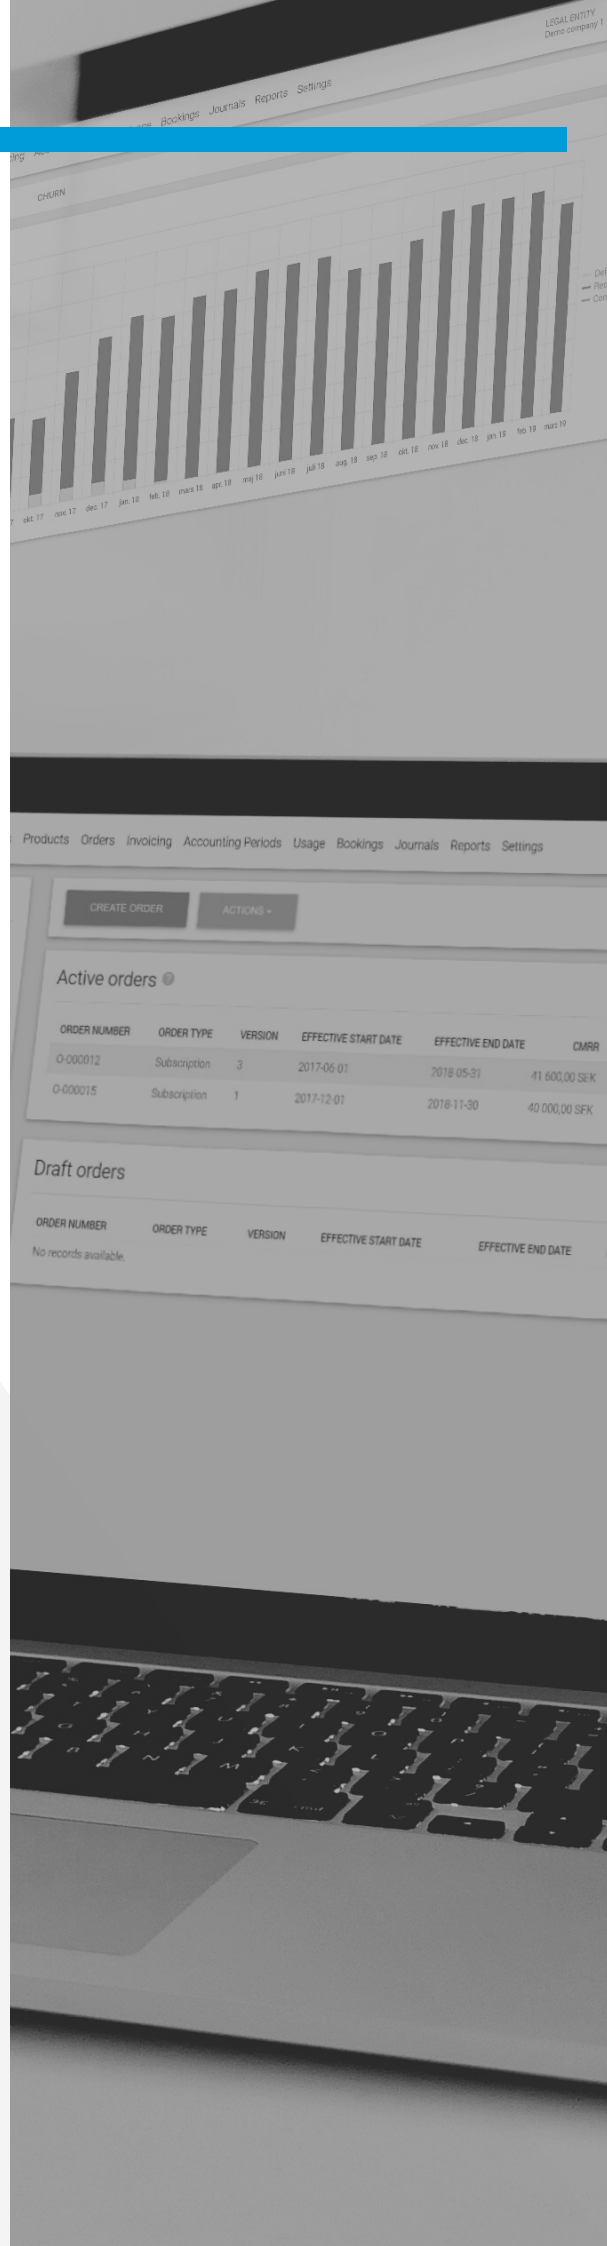 LEGAL ENTITY
Demo company 1
Bookings Journals Reports Settings
CHURN
okt. 17 nov. 17 dec. 17 jan. 18 feb. 18 mars 18 apr. 18 maj 18 juni 18 juli 18 aug. 18 sep. 18 okt. 18 nov. 18 dec. 18 jan. 19 feb. 19 mars 19
Products Orders Invoicing Accounting Periods Usage Bookings Journals Reports Settings
CREATE ORDER ACTIONS
Active orders
ORDER NUMBER ORDER TYPE VERSION EFFECTIVE START DATE EFFECTIVE END DATE CMRR
O-000012 Subscription 3 2017-06-01 2018-05-31 41 600,00 SEK
O-000015 Subscription 1 2017-12-01 2018-11-30 40 000,00 SEK
Draft orders
ORDER NUMBER ORDER TYPE VERSION EFFECTIVE START DATE EFFECTIVE END DATE
No records available.